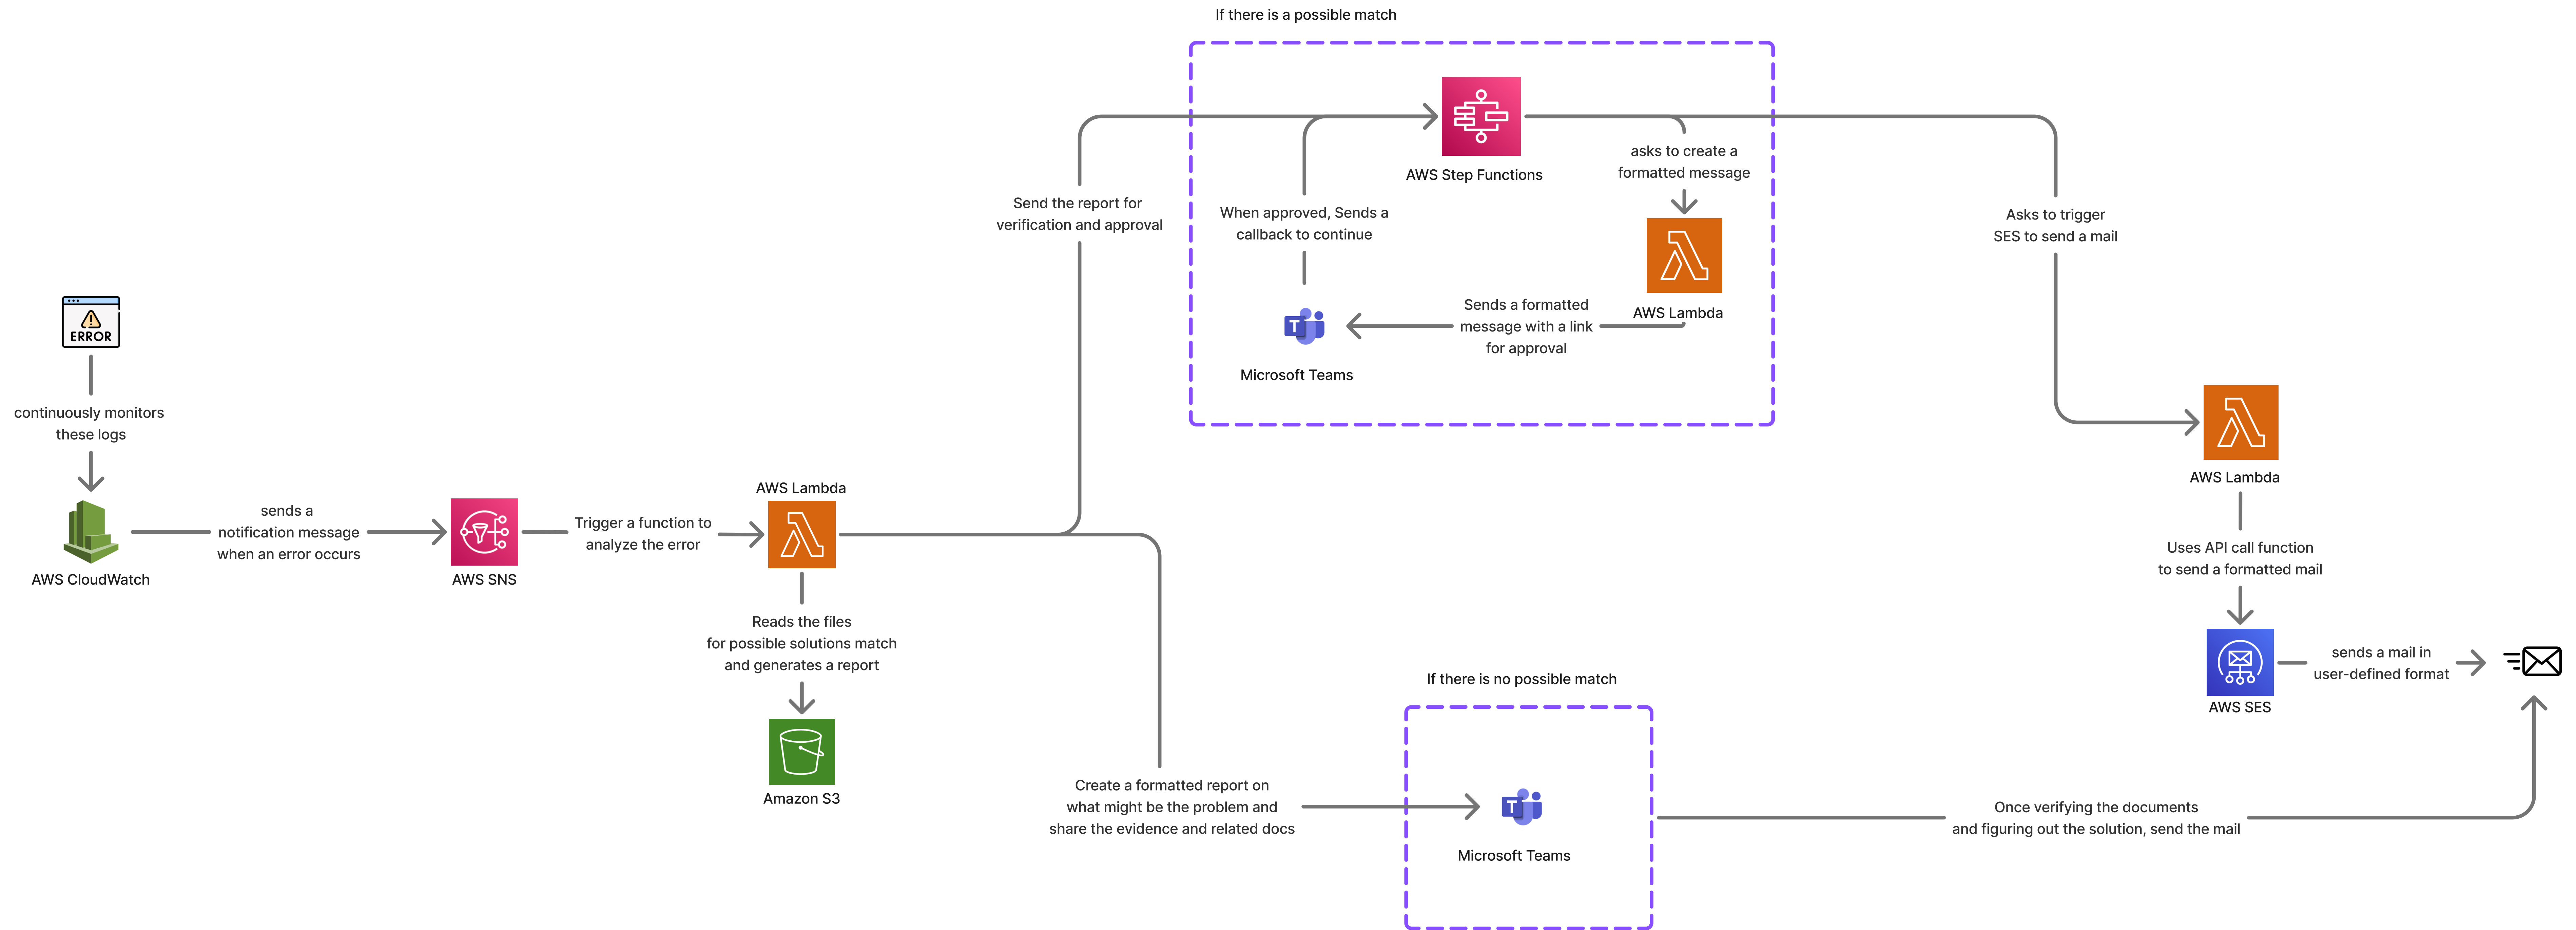 If there is a possible match
AWS Step Functions
asks to create a
formatted message
Send the report for
verification and approval
When approved, Sends a
callback to continue
Asks to trigger
SES to send a mail
AWS Lambda
Sends a formatted
message with a link
for approval
T
Microsoft Teams
ERROR
continuously monitors
these logs
AWS CloudWatch
sends a
notification message
when an error occurs
AWS SNS
Trigger a function to
analyze the error
AWS Lambda
Reads the files
for possible solutions match
and generates a report
Amazon S3
AWS Lambda
Uses API call function
to send a formatted mail
AWS SES
sends a mail in
user-defined format
If there is no possible match
Create a formatted report on
what might be the problem and
share the evidence and related docs
T
Microsoft Teams
Once verifying the documents
and figuring out the solution, send the mail